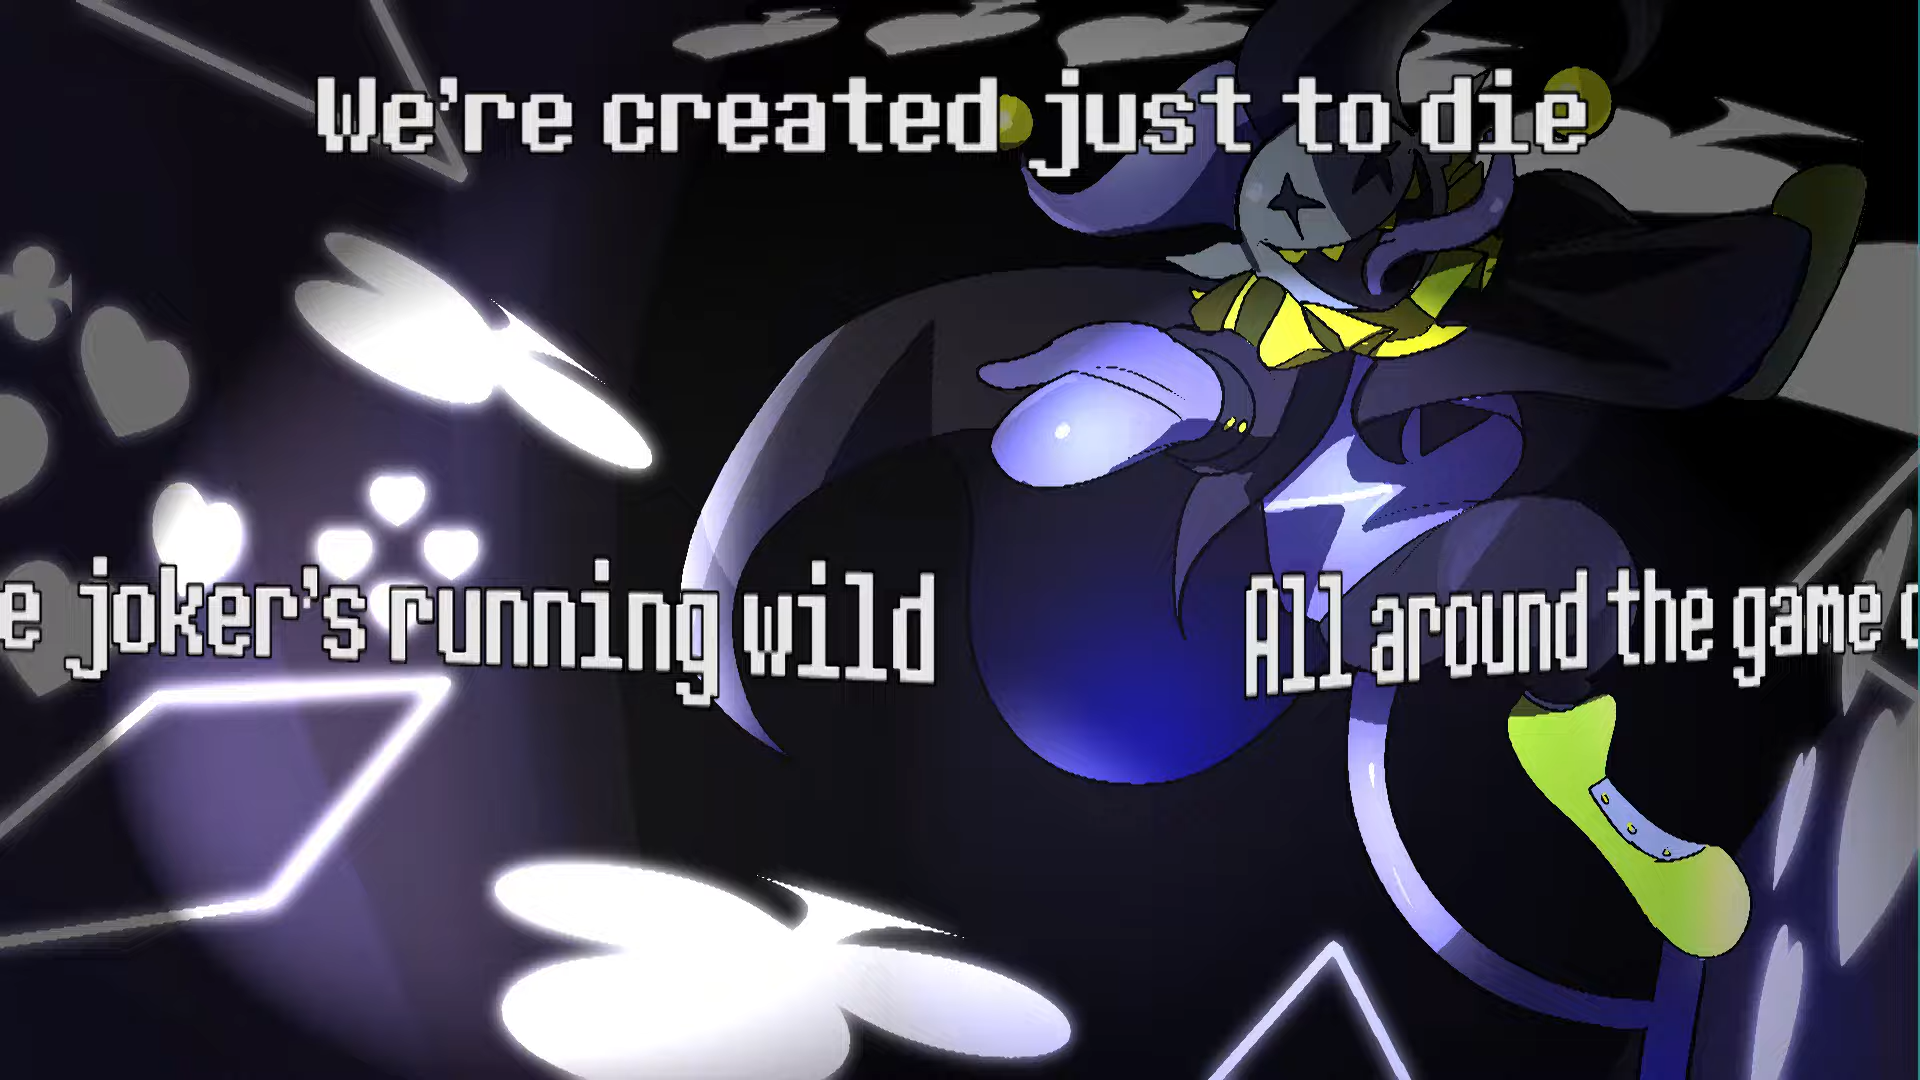 We're created just to die
joker's running wild
All around the game